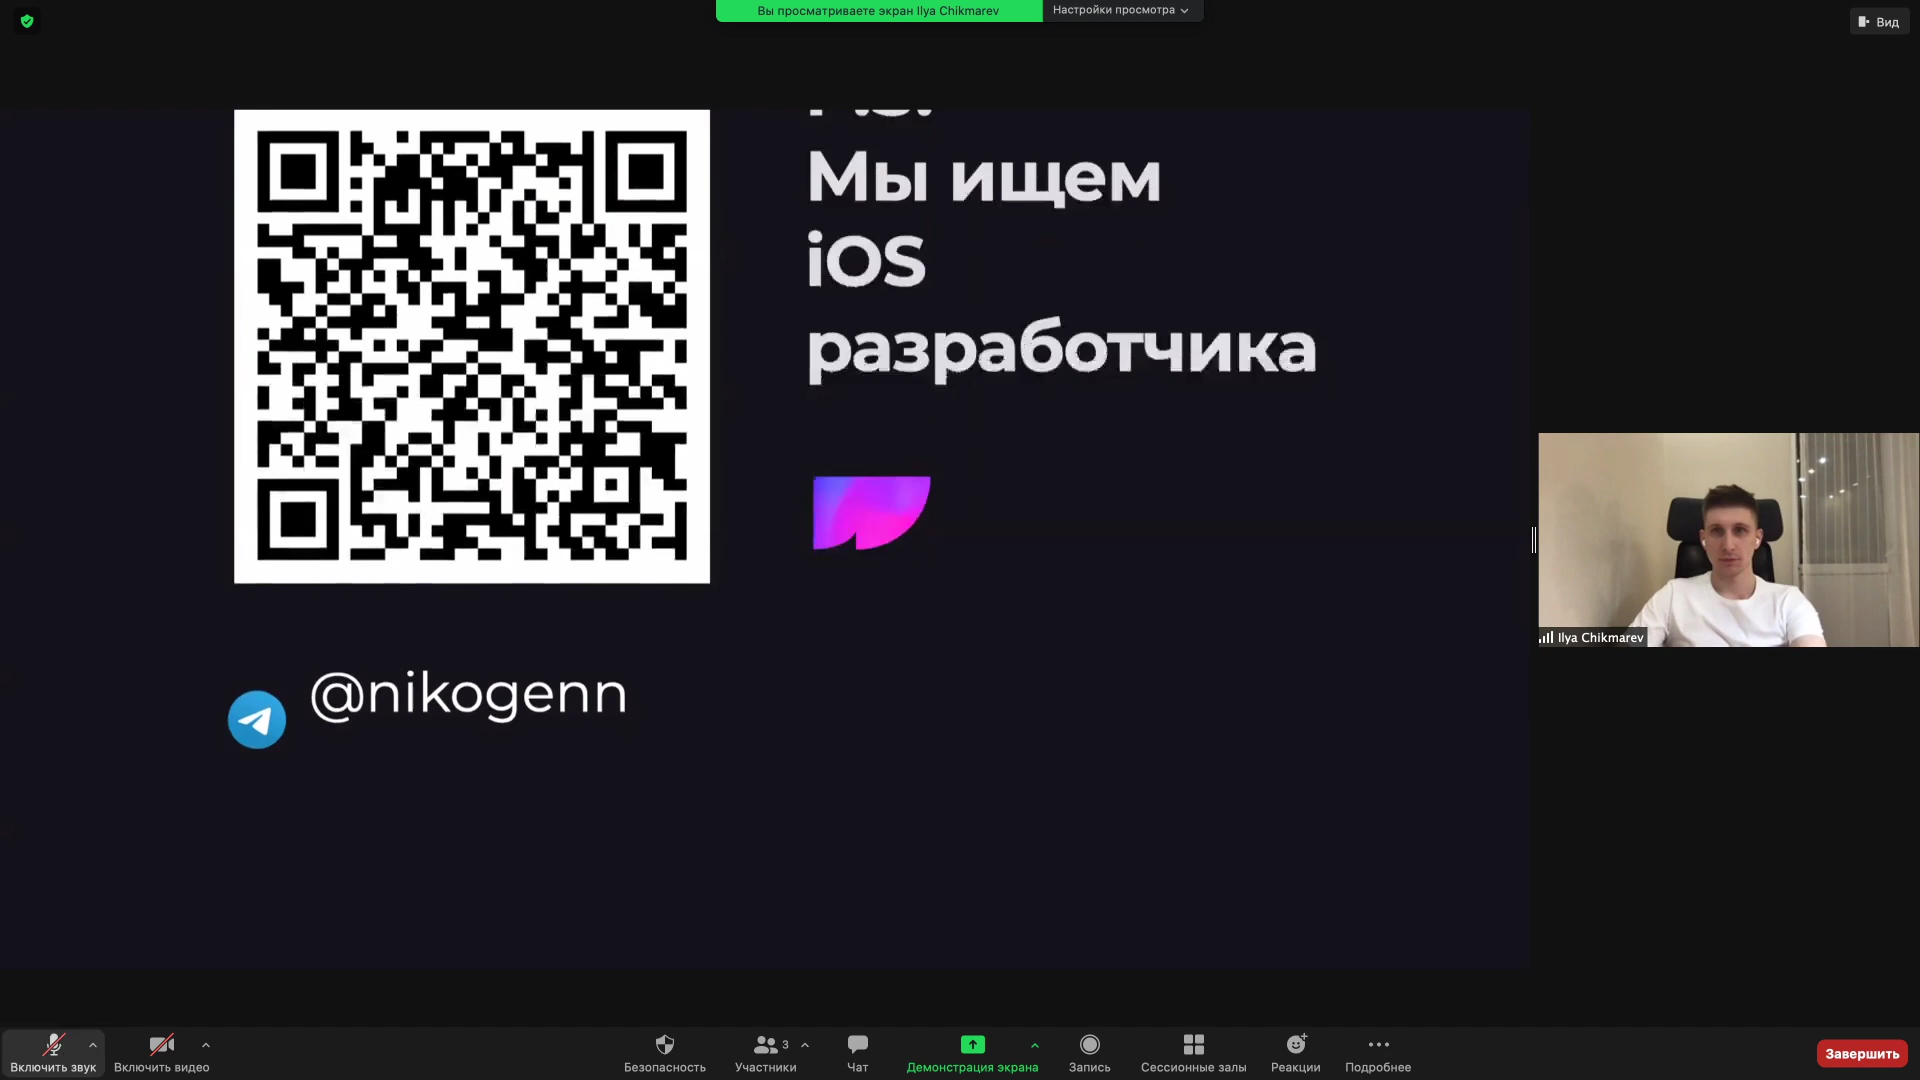 Вы просматриваете экран Ilya Chikmarev
Настройки просмотра
Вид
Мы ищем
iOS
разработчика
@nikogenn
Ilya Chikmarev
Включить звук
Включить видео
Безопасность
3
Участники
Чат
Демонстрация экрана
Запись
Сессионные залы
Реакции
Подробнее
Завершить